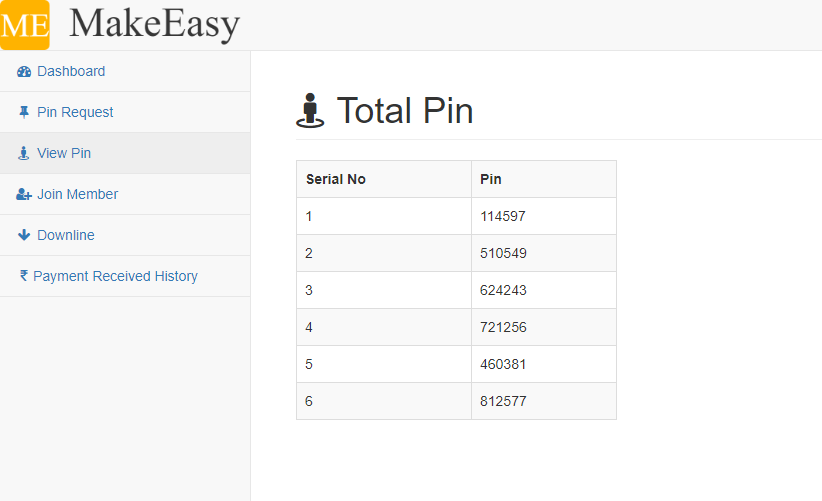 ME MakeEasy
Dashboard
Pin Request
View Pin
Join Member
Downline
₹ Payment Received History
Total Pin
Serial No Pin
1 114597
2 510549
3 624243
4 721256
5 460381
6 812577